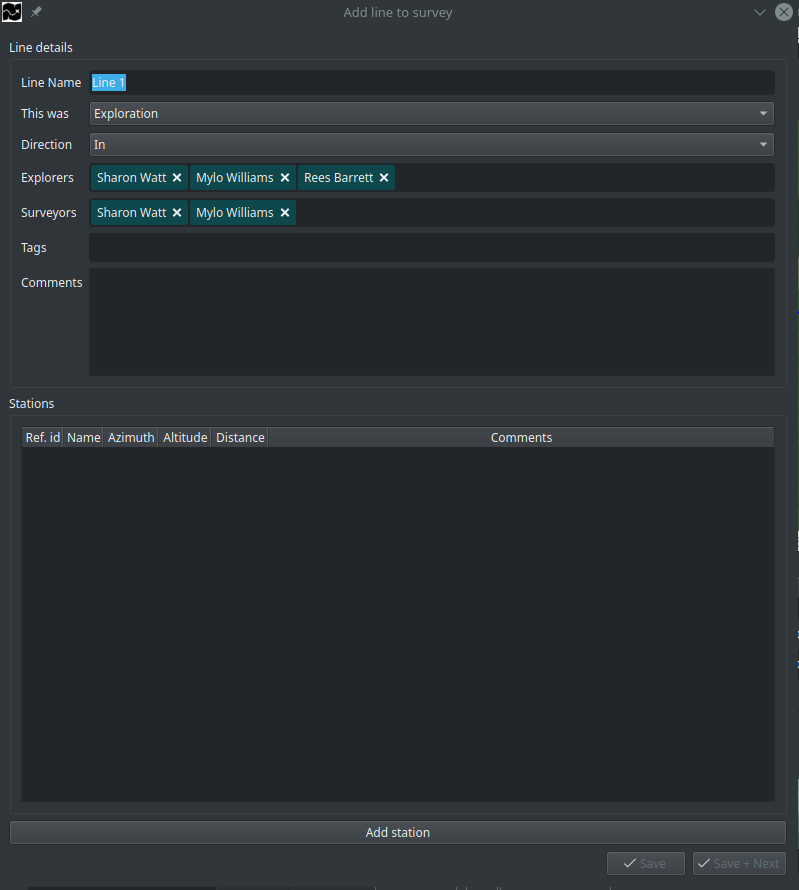 Add line to survey
Line details
Line Name Line 1
This was Exploration
Direction In
Explorers Sharon Watt Mylo Williams Rees Barrett
Surveyors Sharon Watt Mylo Williams
Tags
Comments
Stations
Ref. id Name Azimuth Altitude Distance Comments
Add station
Save Save + Next